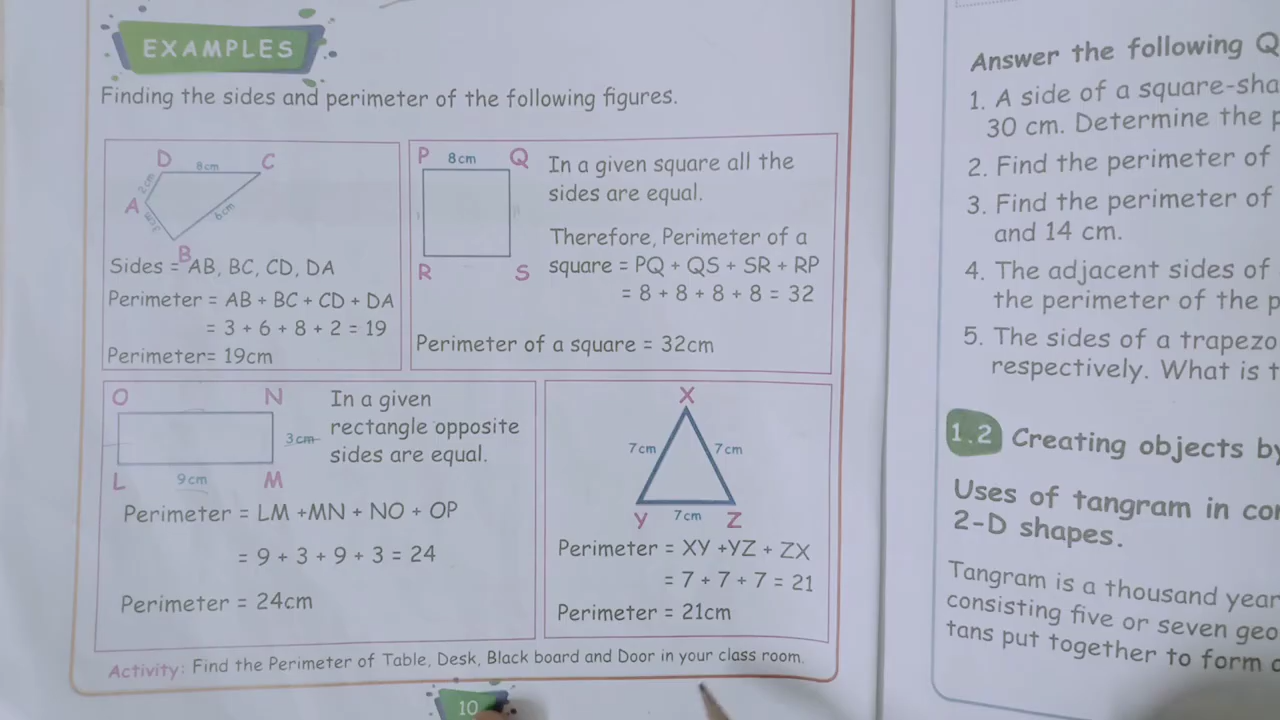 EXAMPLES
Finding the sides and perimeter of the following figures.
D 8cm C
2cm
A
3cm 6cm
B
Sides = AB, BC, CD, DA
Perimeter = AB + BC + CD + DA
= 3 + 6 + 8 + 2 = 19
Perimeter= 19cm
P 8cm Q
R S
In a given square all the
sides are equal.
Therefore, Perimeter of a
square = PQ + QS + SR + RP
= 8 + 8 + 8 + 8 = 32
Perimeter of a square = 32cm
O N
3cm
L 9cm M
In a given
rectangle opposite
sides are equal.
Perimeter = LM +MN + NO + OP
= 9 + 3 + 9 + 3 = 24
Perimeter = 24cm
X
7cm 7cm
Y 7cm Z
Perimeter = XY +YZ + ZX
= 7 + 7 + 7 = 21
Perimeter = 21cm
Activity: Find the Perimeter of Table, Desk, Black board and Door in your class room.
10
Answer the following Q
1. A side of a square-sha
30 cm. Determine the p
2. Find the perimeter of
3. Find the perimeter of
and 14 cm.
4. The adjacent sides of
the perimeter of the p
5. The sides of a trapezo
respectively. What is t
1.2 Creating objects by
Uses of tangram in con
2-D shapes.
Tangram is a thousand year
consisting five or seven geo
tans put together to form a